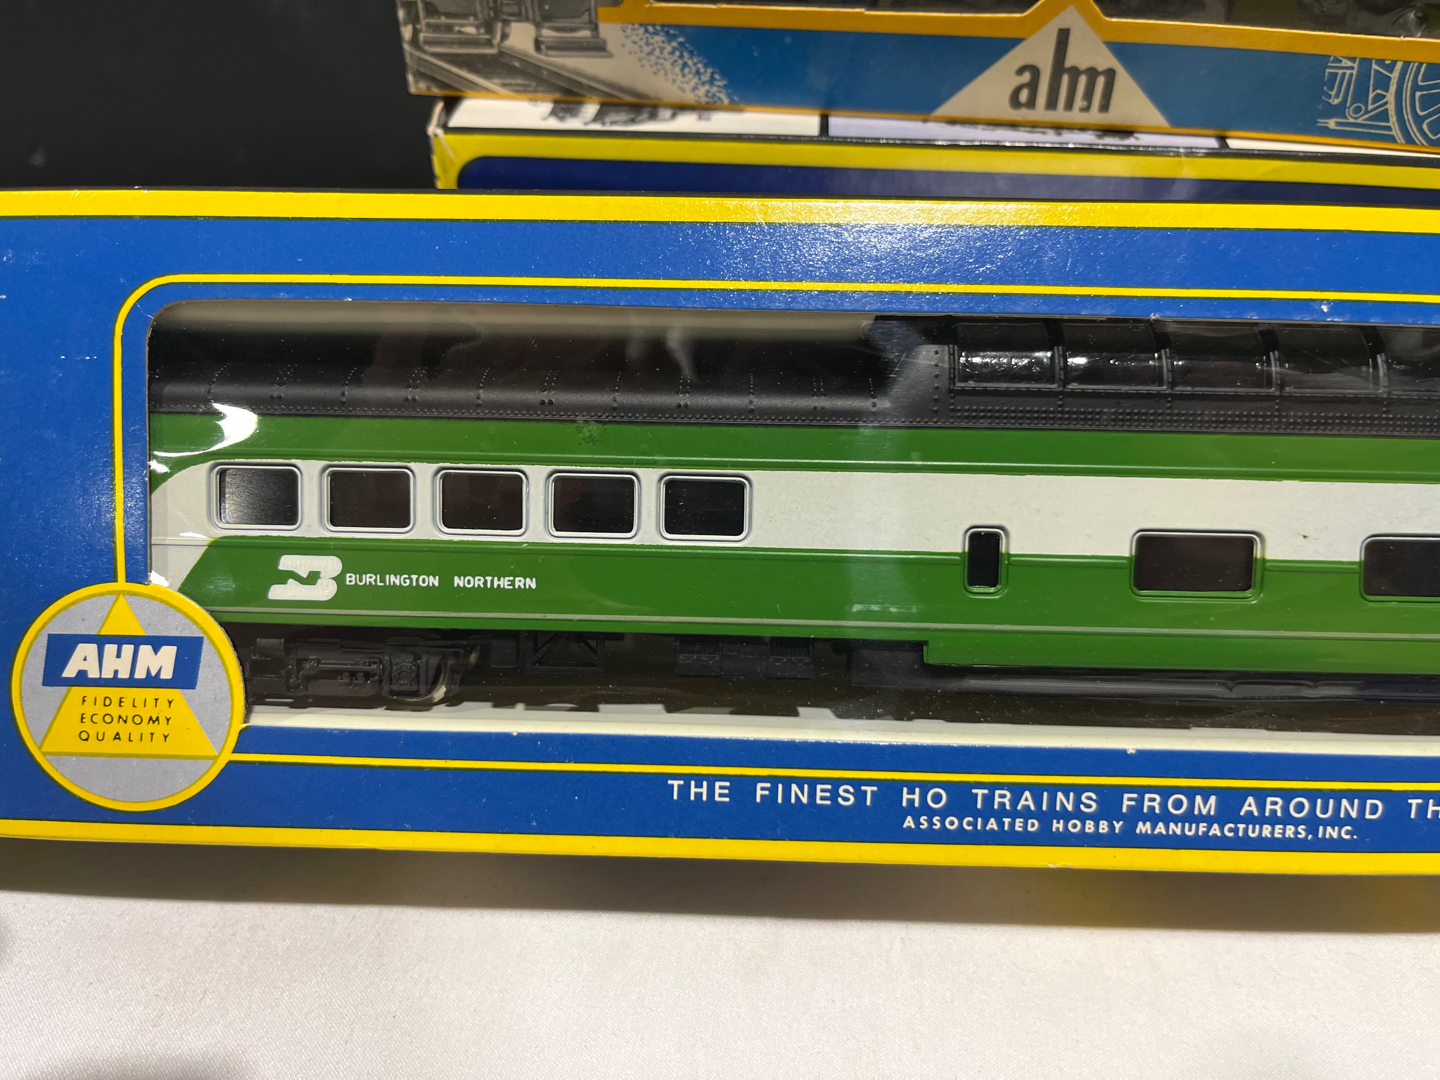 ahm
BURLINGTON NORTHERN
AHM
FIDELITY
ECONOMY
QUALITY
THE FINEST HO TRAINS FROM AROUND
ASSOCIATED HOBBY MANUFACTURERS, INC.